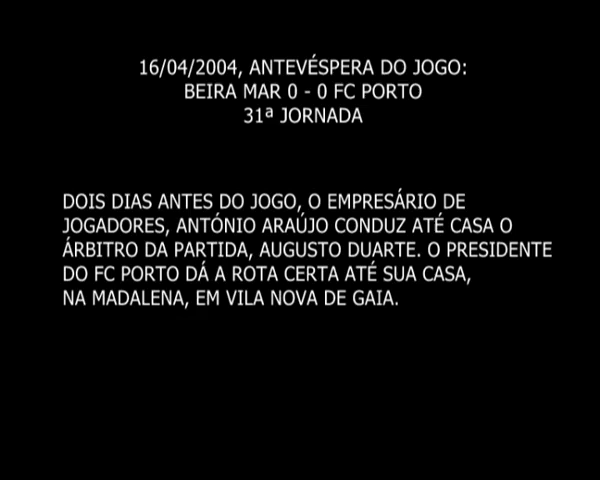 16/04/2004, ANTEVÉSPERA DO JOGO:
BEIRA MAR 0 - 0 FC PORTO
31ª JORNADA
DOIS DIAS ANTES DO JOGO, O EMPRESÁRIO DE
JOGADORES, ANTÓNIO ARAÚJO CONDUZ ATÉ CASA O
ÁRBITRO DA PARTIDA, AUGUSTO DUARTE. O PRESIDENTE
DO FC PORTO DÁ A ROTA CERTA ATÉ SUA CASA,
NA MADALENA, EM VILA NOVA DE GAIA.